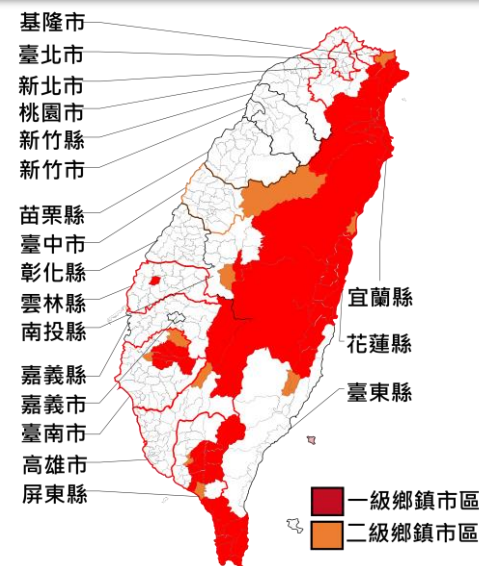 基隆市
臺北市
新北市
桃園市
新竹縣
新竹市
苗栗縣
臺中市
彰化縣
雲林縣
南投縣
嘉義縣
嘉義市
臺南市
高雄市
屏東縣
宜蘭縣
花蓮縣
臺東縣
一級鄉鎮市區
二級鄉鎮市區